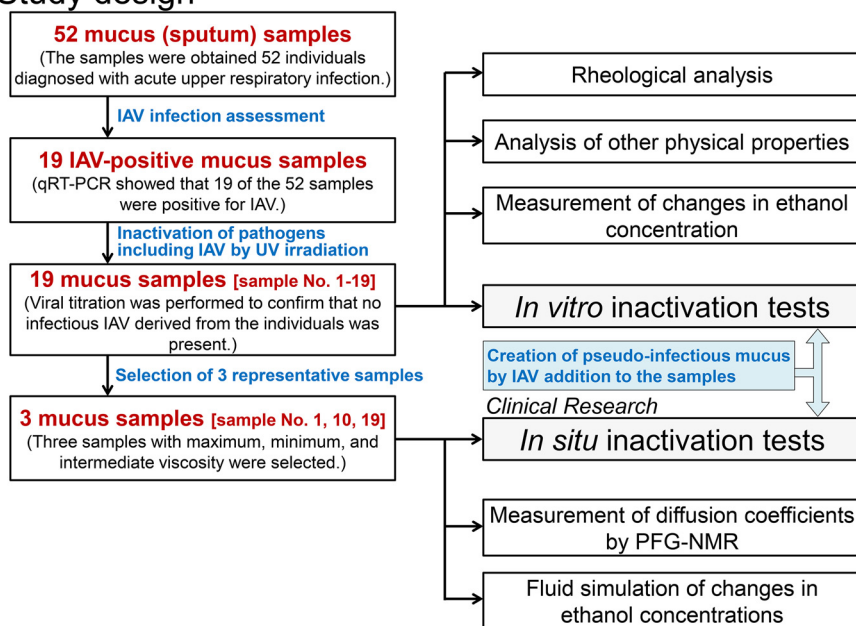 Study design
52 mucus (sputum) samples
(The samples were obtained 52 individuals
diagnosed with acute upper respiratory infection.)
IAV infection assessment
19 IAV-positive mucus samples
(qRT-PCR showed that 19 of the 52 samples
were positive for IAV.)
Inactivation of pathogens
including IAV by UV irradiation
19 mucus samples [sample No. 1-19]
(Viral titration was performed to confirm that no
infectious IAV derived from the individuals was
present.)
Selection of 3 representative samples
3 mucus samples [sample No. 1, 10, 19]
(Three samples with maximum, minimum, and
intermediate viscosity were selected.)
Rheological analysis
Analysis of other physical properties
Measurement of changes in ethanol
concentration
In vitro inactivation tests
Creation of pseudo-infectious mucus
by IAV addition to the samples
Clinical Research
In situ inactivation tests
Measurement of diffusion coefficients
by PFG-NMR
Fluid simulation of changes in
ethanol concentrations